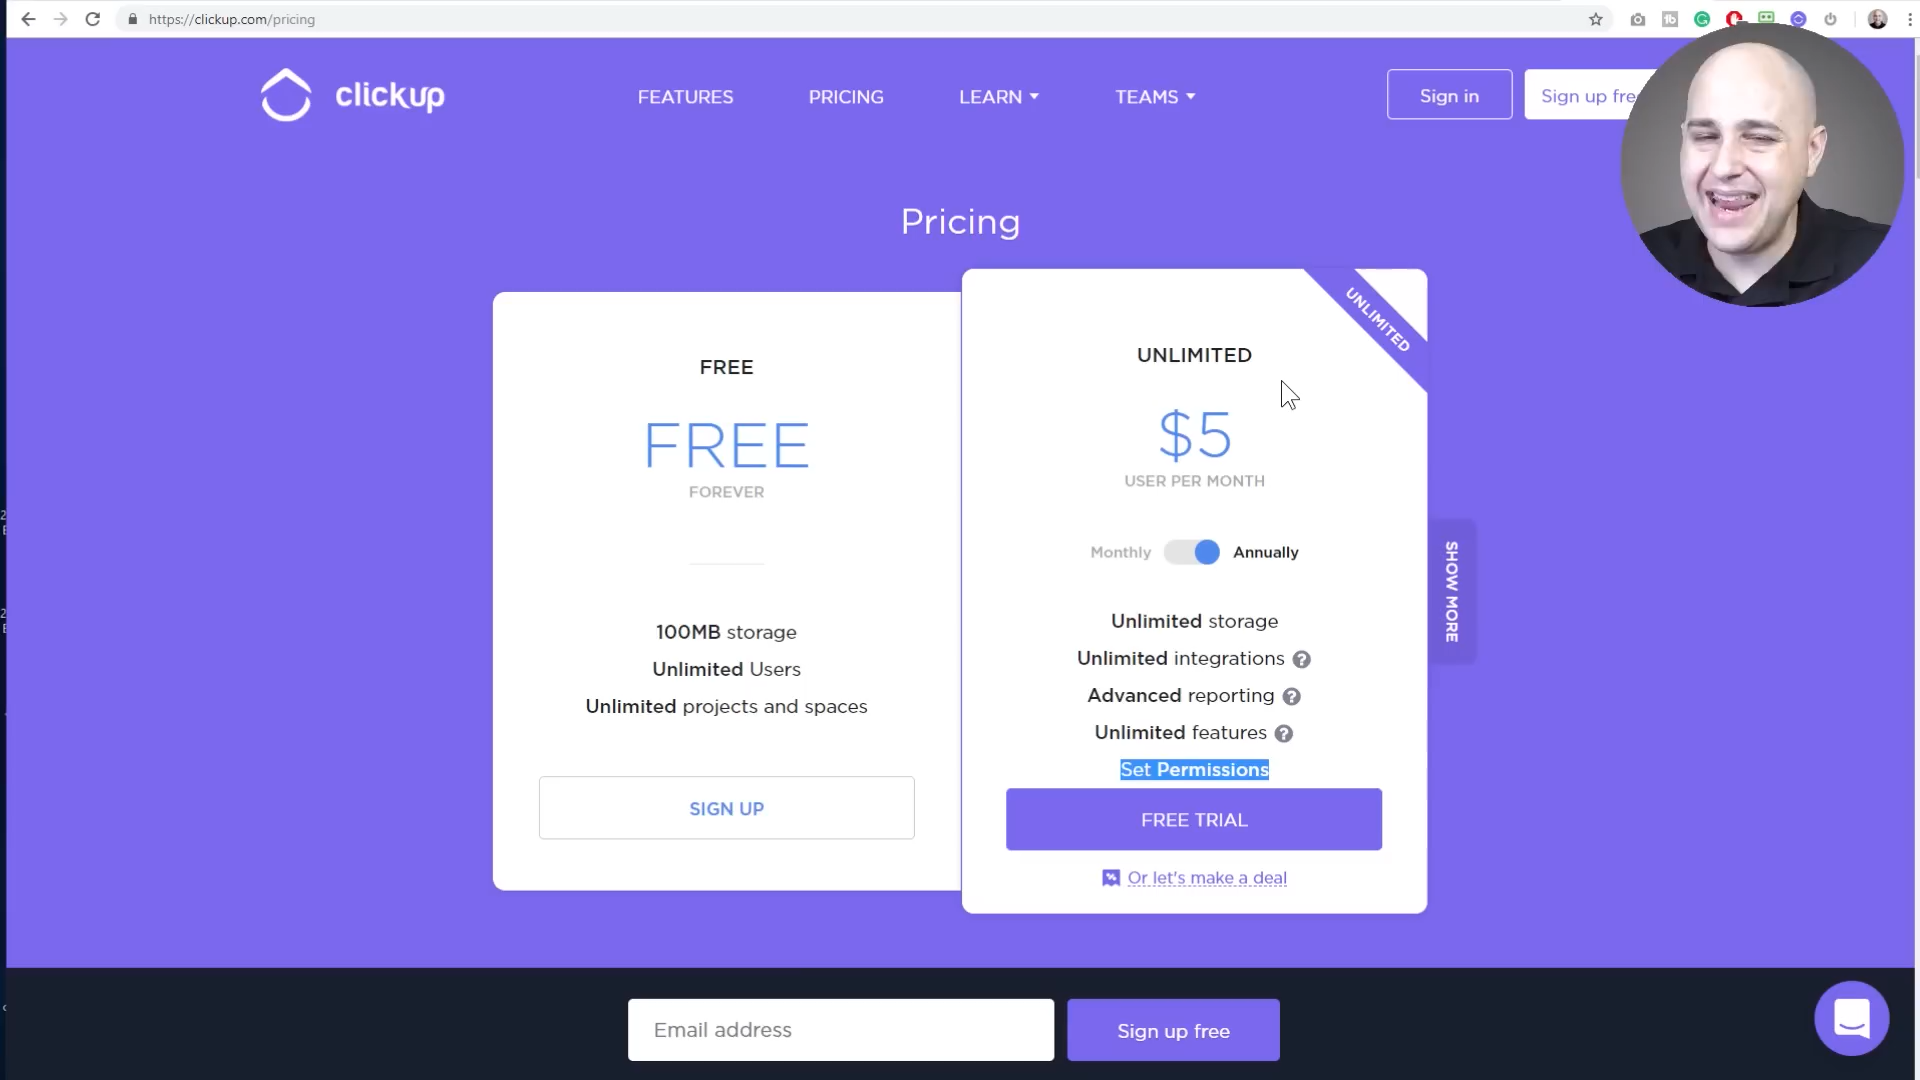 https://clickup.com/pricing
clickup
FEATURES
PRICING
LEARN
TEAMS
Sign in
Sign up fre
Pricing
FREE
FREE
FOREVER
100MB storage
Unlimited Users
Unlimited projects and spaces
SIGN UP
UNLIMITED
UNLIMITED
$5
USER PER MONTH
Monthly
Annually
Unlimited storage
Unlimited integrations ?
Advanced reporting ?
Unlimited features ?
Set Permissions
FREE TRIAL
Or let's make a deal
SHOW MORE
Email address
Sign up free